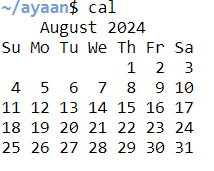 ~/ayaan$ cal
August 2024
Su Mo Tu We Th Fr Sa
1 2 3
4 5 6 7 8 9 10
11 12 13 14 15 16 17
18 19 20 21 22 23 24
25 26 27 28 29 30 31